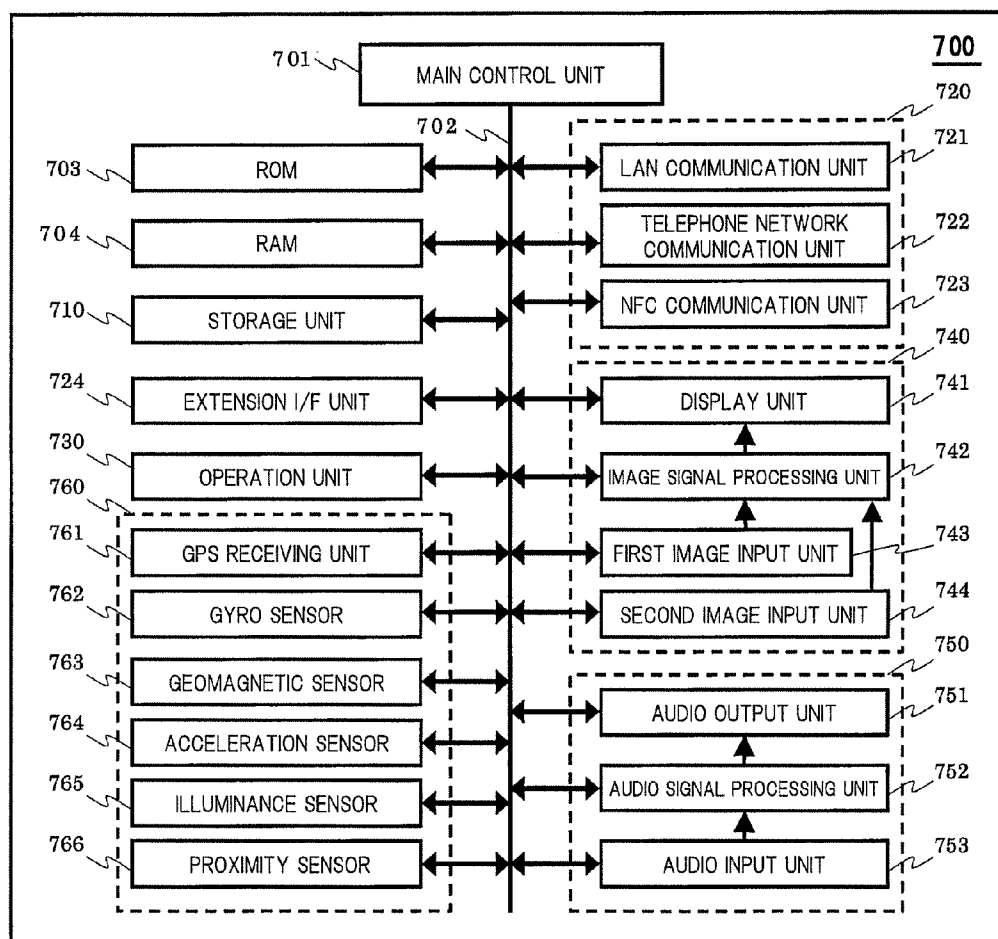 700
701
MAIN CONTROL UNIT
702
703
ROM
704
RAM
710
STORAGE UNIT
724
EXTENSION I/F UNIT
730
OPERATION UNIT
760
761
GPS RECEIVING UNIT
762
GYRO SENSOR
763
GEOMAGNETIC SENSOR
764
ACCELERATION SENSOR
765
ILLUMINANCE SENSOR
766
PROXIMITY SENSOR
720
721
LAN COMMUNICATION UNIT
TELEPHONE NETWORK
COMMUNICATION UNIT
722
NFC COMMUNICATION UNIT
723
740
DISPLAY UNIT
741
IMAGE SIGNAL PROCESSING UNIT
742
FIRST IMAGE INPUT UNIT
743
SECOND IMAGE INPUT UNIT
744
750
AUDIO OUTPUT UNIT
751
AUDIO SIGNAL PROCESSING UNIT
752
AUDIO INPUT UNIT
753